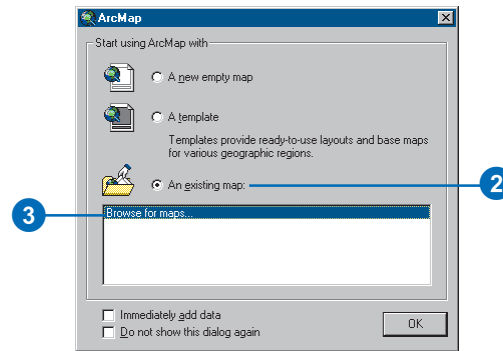 ArcMap
Start using ArcMap with
A new empty map
A template
Templates provide ready-to-use layouts and base maps
for various geographic regions.
An existing map:
2
3
Browse for maps...
Immediately add data
Do not show this dialog again
OK